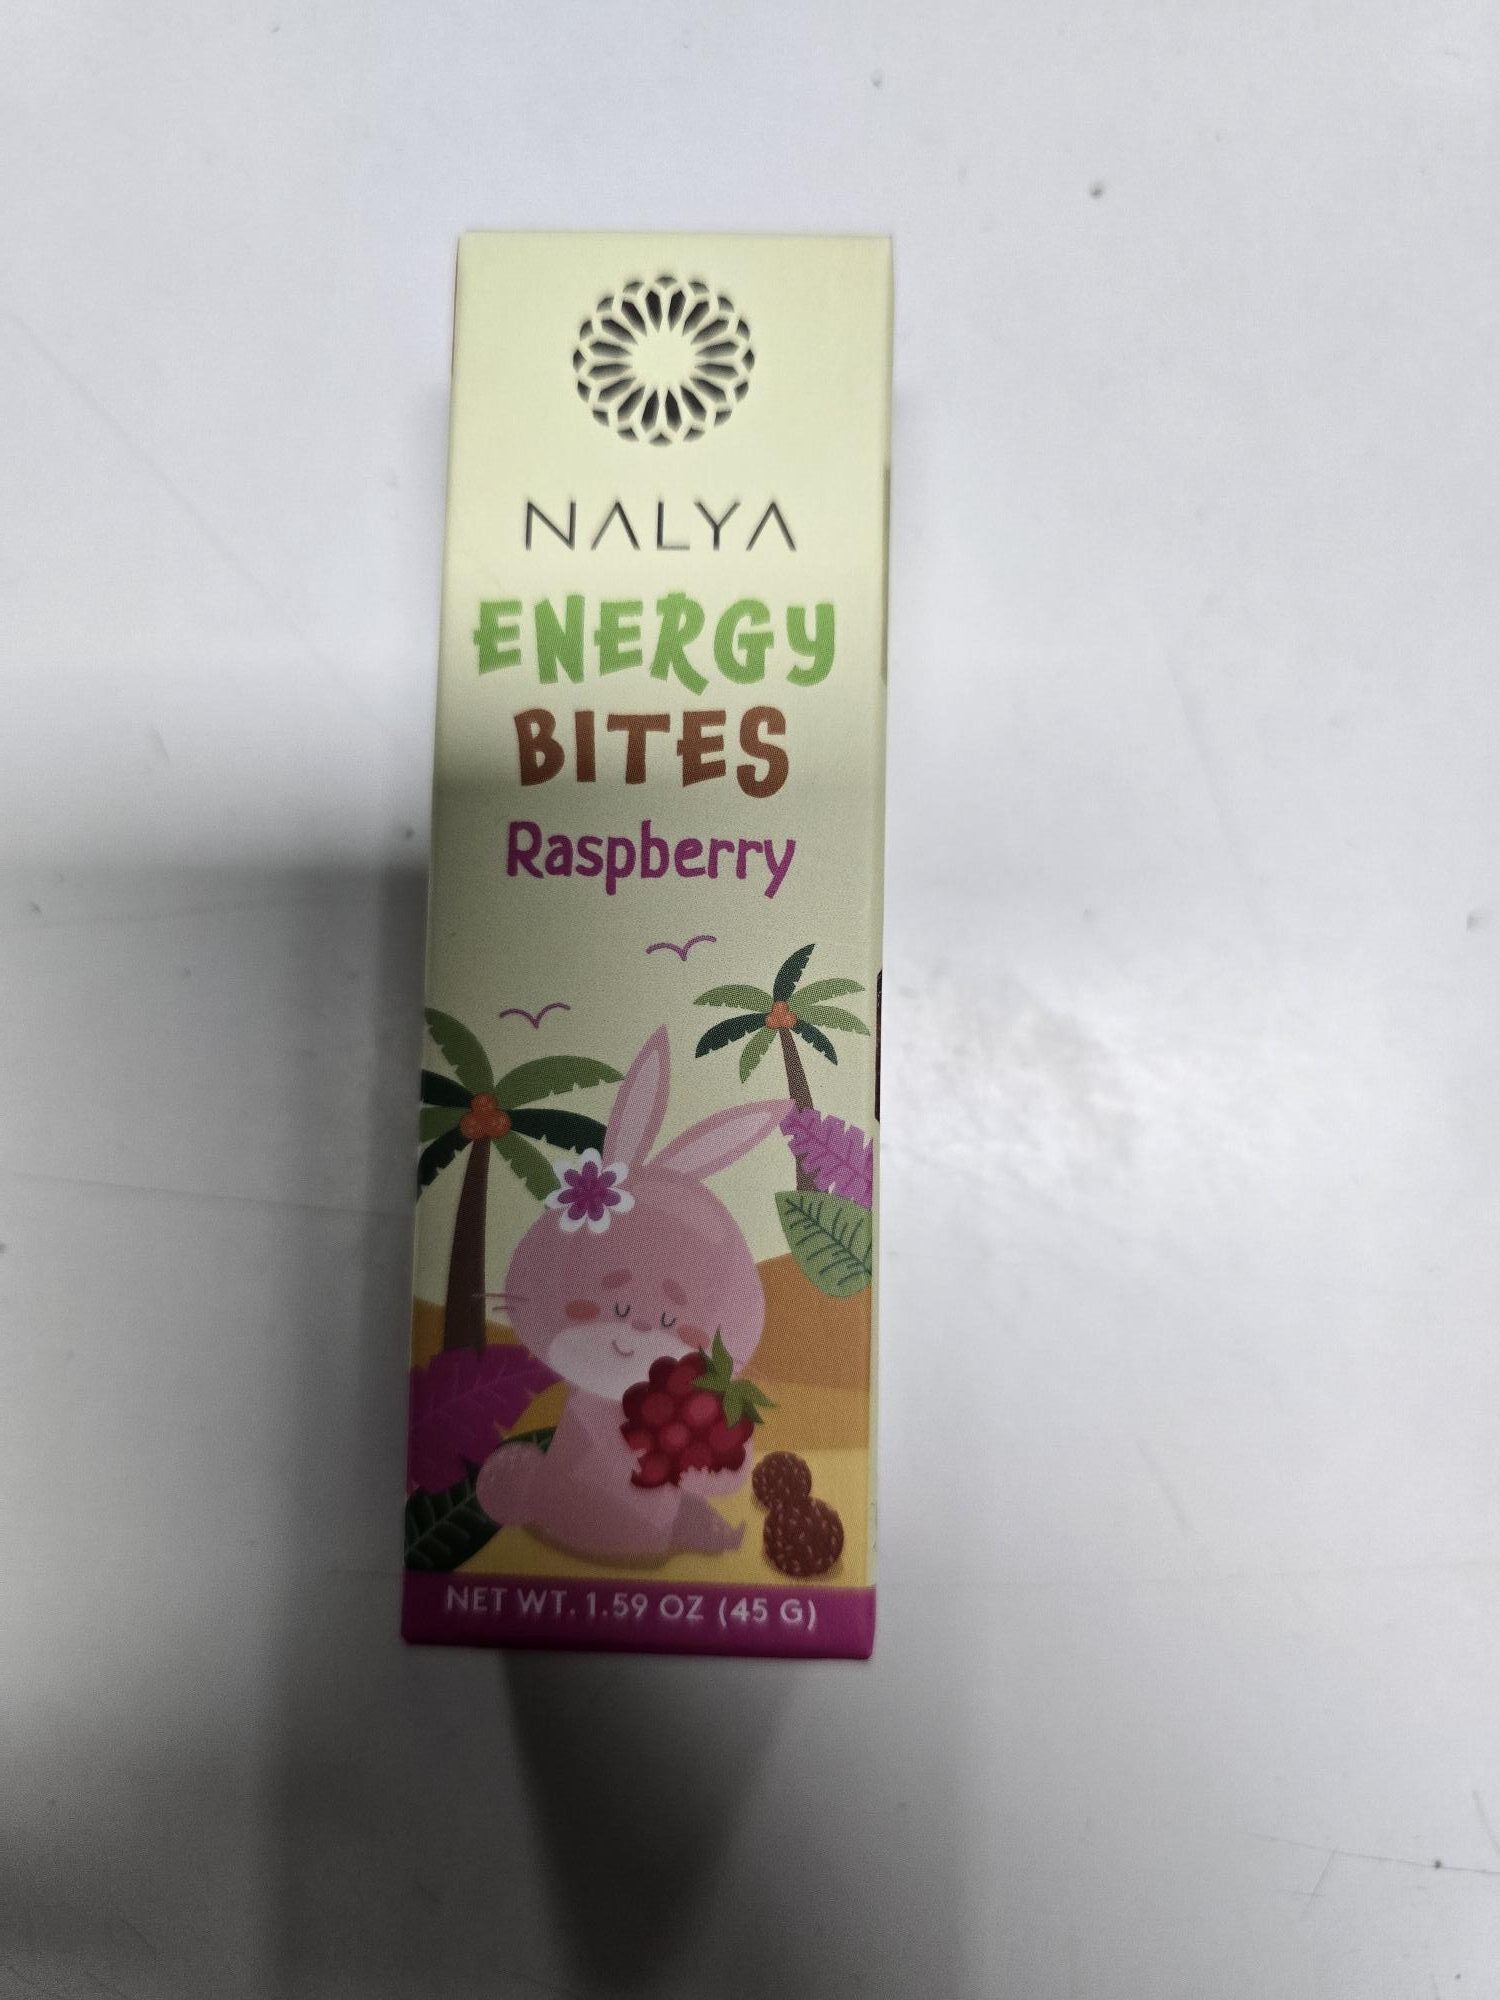 NALYA
ENERGY
BITES
Raspberry
NET WT. 1.59 OZ (45 G)